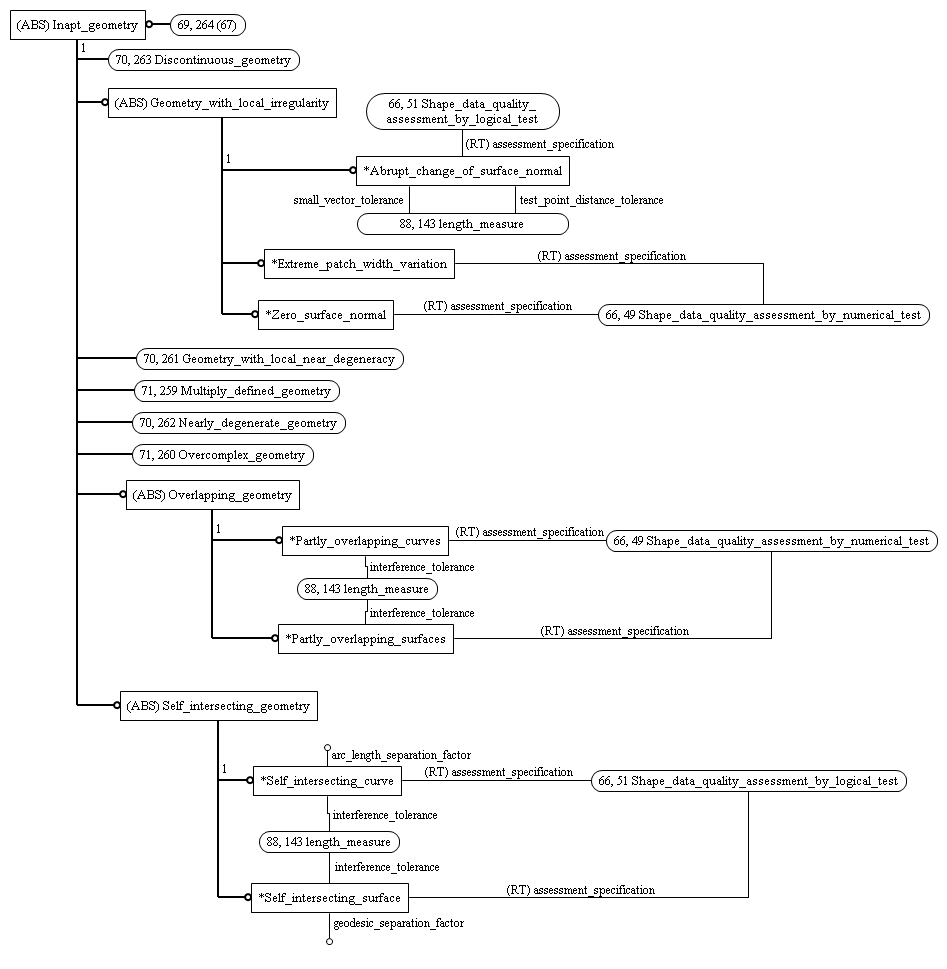 (ABS) Inapt_geometry
69, 264 (67)
1
70, 263 Discontinuous_geometry
(ABS) Geometry_with_local_irregularity
66, 51 Shape_data_quality_
assessment_by_logical_test
(RT) assessment_specification
1
*Abrupt_change_of_surface_normal
small_vector_tolerance
test_point_distance_tolerance
88, 143 length_measure
*Extreme_patch_width_variation
(RT) assessment_specification
*Zero_surface_normal
(RT) assessment_specification
66, 49 Shape_data_quality_assessment_by_numerical_test
70, 261 Geometry_with_local_near_degeneracy
71, 259 Multiply_defined_geometry
70, 262 Nearly_degenerate_geometry
71, 260 Overcomplex_geometry
(ABS) Overlapping_geometry
1
*Partly_overlapping_curves
(RT) assessment_specification
66, 49 Shape_data_quality_assessment_by_numerical_test
interference_tolerance
88, 143 length_measure
interference_tolerance
*Partly_overlapping_surfaces
(RT) assessment_specification
(ABS) Self_intersecting_geometry
arc_length_separation_factor
1
*Self_intersecting_curve
(RT) assessment_specification
66, 51 Shape_data_quality_assessment_by_logical_test
interference_tolerance
88, 143 length_measure
interference_tolerance
*Self_intersecting_surface
(RT) assessment_specification
geodesic_separation_factor